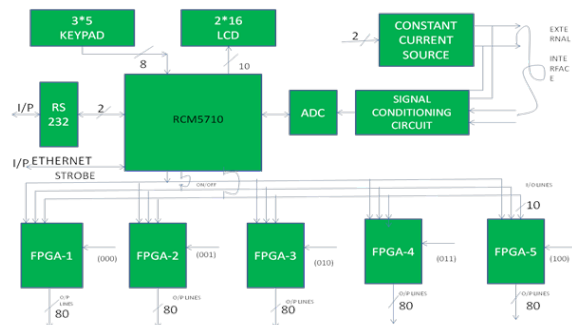 3*5
KEYPAD
2*16
LCD
CONSTANT
CURRENT
SOURCE
2
EXTE
RNAL
INTE
RFAC
E
8
10
RS
232
I/P
2
RCM5710
ADC
SIGNAL
CONDITIONING
CIRCUIT
I/P ETHERNET
STROBE
ON/OFF
I/O LINES
10
FPGA-1
(000)
FPGA-2
(001)
FPGA-3
(010)
FPGA-4
(011)
FPGA-5
(100)
O/P
LINES
80
O/P LINES
80
O/P LINES
80
O/P LINES
80
O/P LINES
80